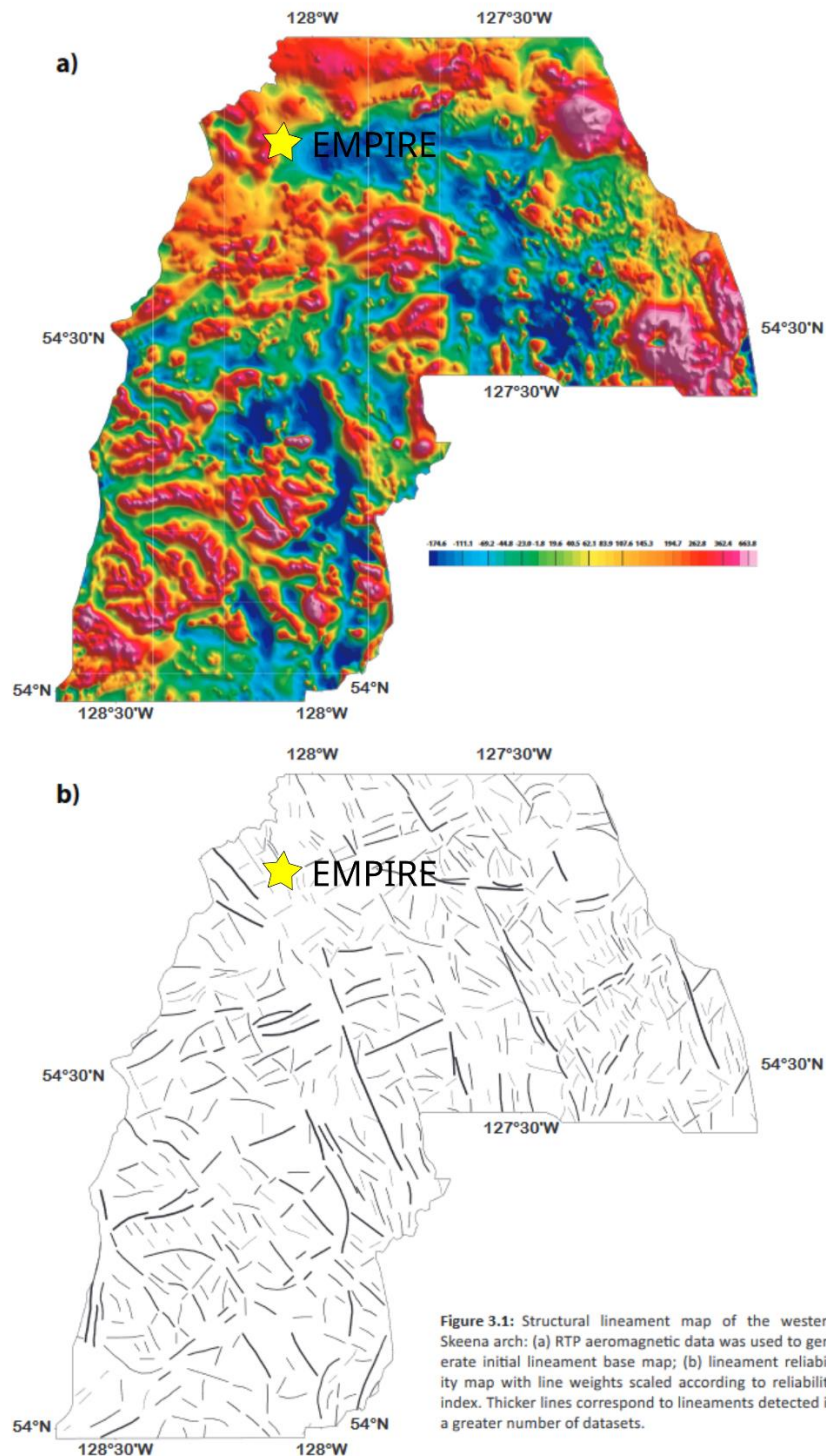 128°W
127°30'W
a)
EMPIRE
54°30'N
54°30'N
127°30'W
-174.6 -111.3 -69.2 -44.8 -23.0 -1.8 19.6 40.5 62.3 83.9 107.6 145.3 194.7 262.8 362.4 663.8
54°N
54°N
128°30'W
128°W
128°W
127°30'W
b)
EMPIRE
54°30'N
54°30'N
127°30'W
Figure 3.1: Structural lineament map of the wester
Skeena arch: (a) RTP aeromagnetic data was used to gen
erate initial lineament base map; (b) lineament reliabi
ity map with line weights scaled according to reliabilit
index. Thicker lines correspond to lineaments detected i
a greater number of datasets.
54°N
54°N
128°30'W
128°W